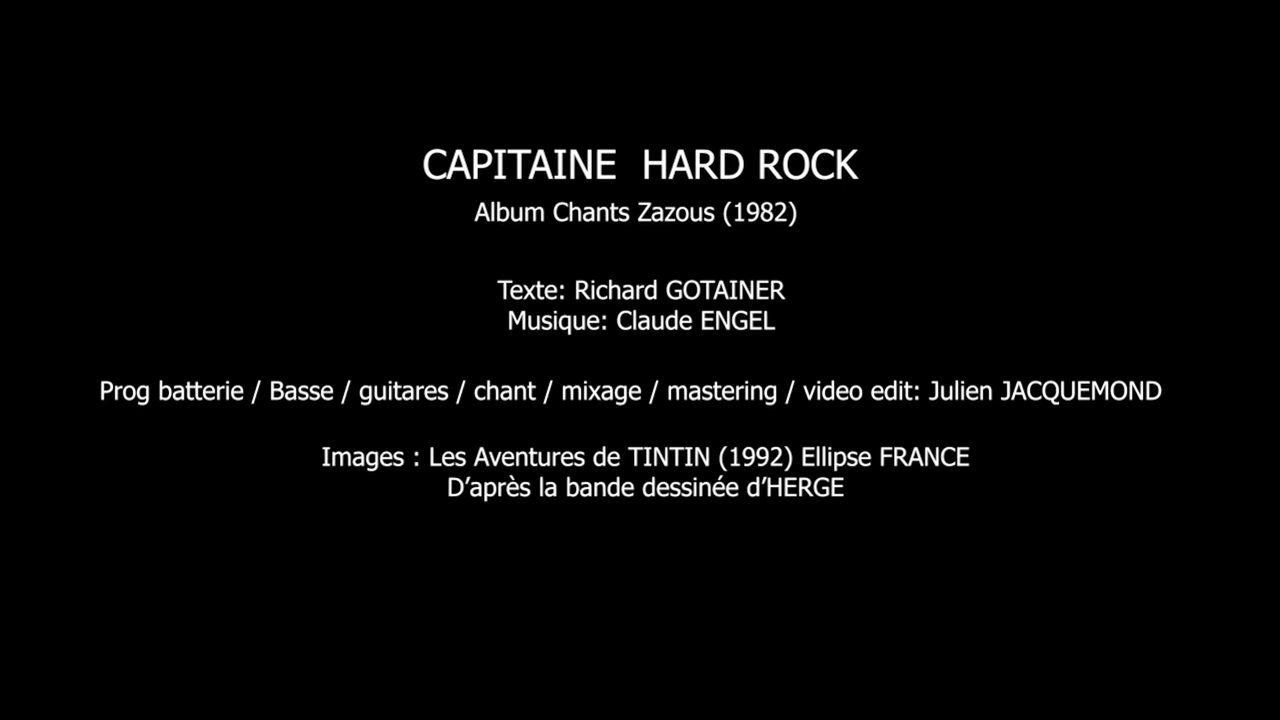 CAPITAINE HARD ROCK
Album Chants Zazous (1982)
Texte: Richard GOTAINER
Musique: Claude ENGEL
Prog batterie / Basse / guitares / chant / mixage / mastering / video edit: Julien JACQUEMOND
Images : Les Aventures de TINTIN (1992) Ellipse FRANCE
D’après la bande dessinée d’HERGE